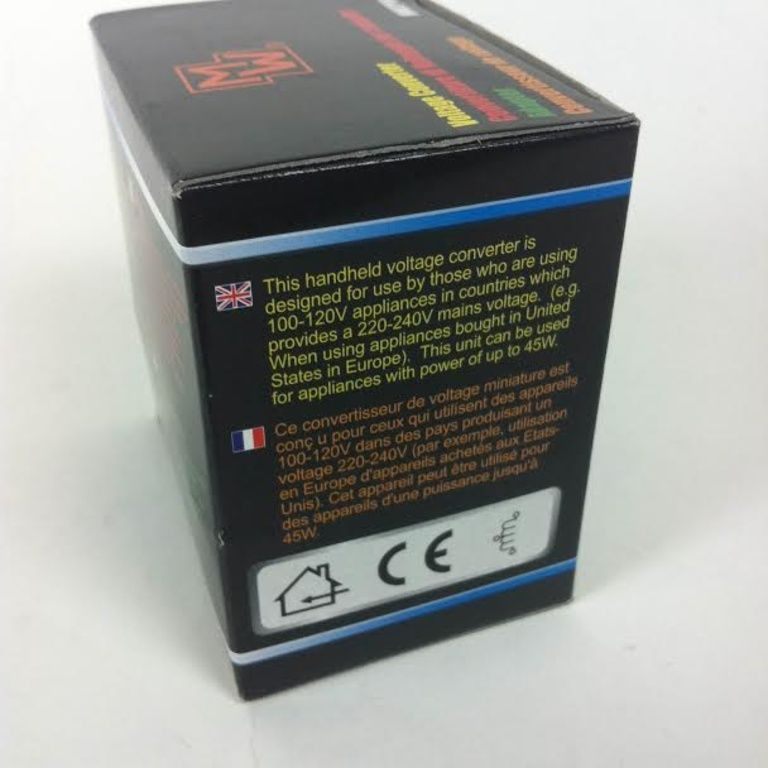 Voltage Converter
This handheld voltage converter is
designed for use by those who are using
100-120V appliances in countries which
provides a 220-240V mains voltage. (e.g.
When using appliances bought in United
States in Europe). This unit can be used
for appliances with power of up to 45W.
Ce convertisseur de voltage miniature est
conç u pour ceux qui utilisent des appareils
100-120V dans des pays produisant un
voltage 220-240V (par exemple, utilisation
en Europe d'appareils achetés aux Etats-
Unis). Cet appareil peut être utilisé pour
des appareils d'une puissance jusqu'à
45W.
CE